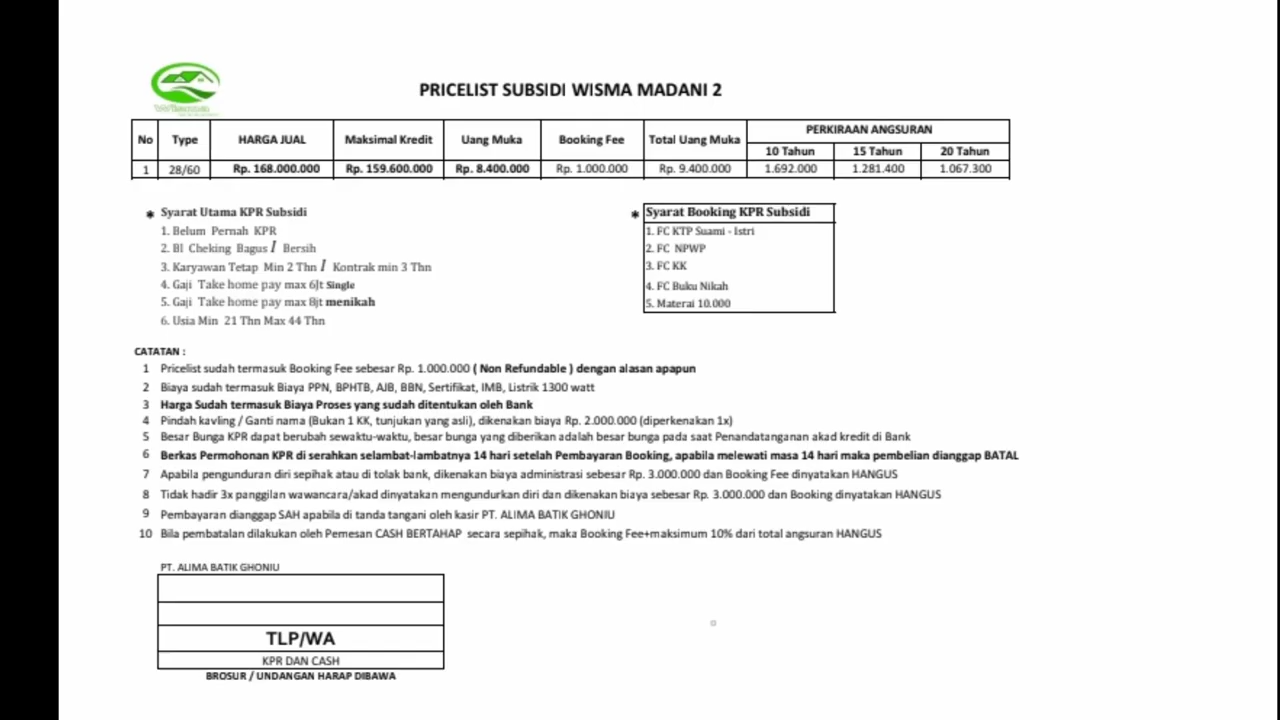 Wisma
PRICELIST SUBSIDI WISMA MADANI 2
No Type HARGA JUAL Maksimal Kredit Uang Muka Booking Fee Total Uang Muka PERKIRAAN ANGSURAN
10 Tahun 15 Tahun 20 Tahun
1 28/60 Rp. 168.000.000 Rp. 159.600.000 Rp. 8.400.000 Rp. 1.000.000 Rp. 9.400.000 1.692.000 1.281.400 1.067.300
* Syarat Utama KPR Subsidi
1. Belum Pernah KPR
2. BI Cheking Bagus / Bersih
3. Karyawan Tetap Min 2 Thn / Kontrak min 3 Thn
4. Gaji Take home pay max 6Jt Single
5. Gaji Take home pay max 8jt menikah
6. Usia Min 21 Thn Max 44 Thn
* Syarat Booking KPR Subsidi
1. FC KTP Suami - Istri
2. FC NPWP
3. FC KK
4. FC Buku Nikah
5. Materai 10.000
CATATAN :
1 Pricelist sudah termasuk Booking Fee sebesar Rp. 1.000.000 ( Non Refundable ) dengan alasan apapun
2 Biaya sudah termasuk Biaya PPN, BPHTB, AJB, BBN, Sertifikat, IMB, Listrik 1300 watt
3 Harga Sudah termasuk Biaya Proses yang sudah ditentukan oleh Bank
4 Pindah kavling / Ganti nama (Bukan 1 KK, tunjukan yang asli), dikenakan biaya Rp. 2.000.000 (diperkenakan 1x)
5 Besar Bunga KPR dapat berubah sewaktu-waktu, besar bunga yang diberikan adalah besar bunga pada saat Penandatanganan akad kredit di Bank
6 Berkas Permohonan KPR di serahkan selambat-lambatnya 14 hari setelah Pembayaran Booking, apabila melewati masa 14 hari maka pembelian dianggap BATAL
7 Apabila pengunduran diri sepihak atau di tolak bank, dikenakan biaya administrasi sebesar Rp. 3.000.000 dan Booking Fee dinyatakan HANGUS
8 Tidak hadir 3x panggilan wawancara/akad dinyatakan mengundurkan diri dan dikenakan biaya sebesar Rp. 3.000.000 dan Booking dinyatakan HANGUS
9 Pembayaran dianggap SAH apabila di tanda tangani oleh kasir PT. ALIMA BATIK GHONIU
10 Bila pembatalan dilakukan oleh Pemesan CASH BERTAHAP secara sepihak, maka Booking Fee+maksimum 10% dari total angsuran HANGUS
PT. ALIMA BATIK GHONIU
TLP/WA
KPR DAN CASH
BROSUR / UNDANGAN HARAP DIBAWA